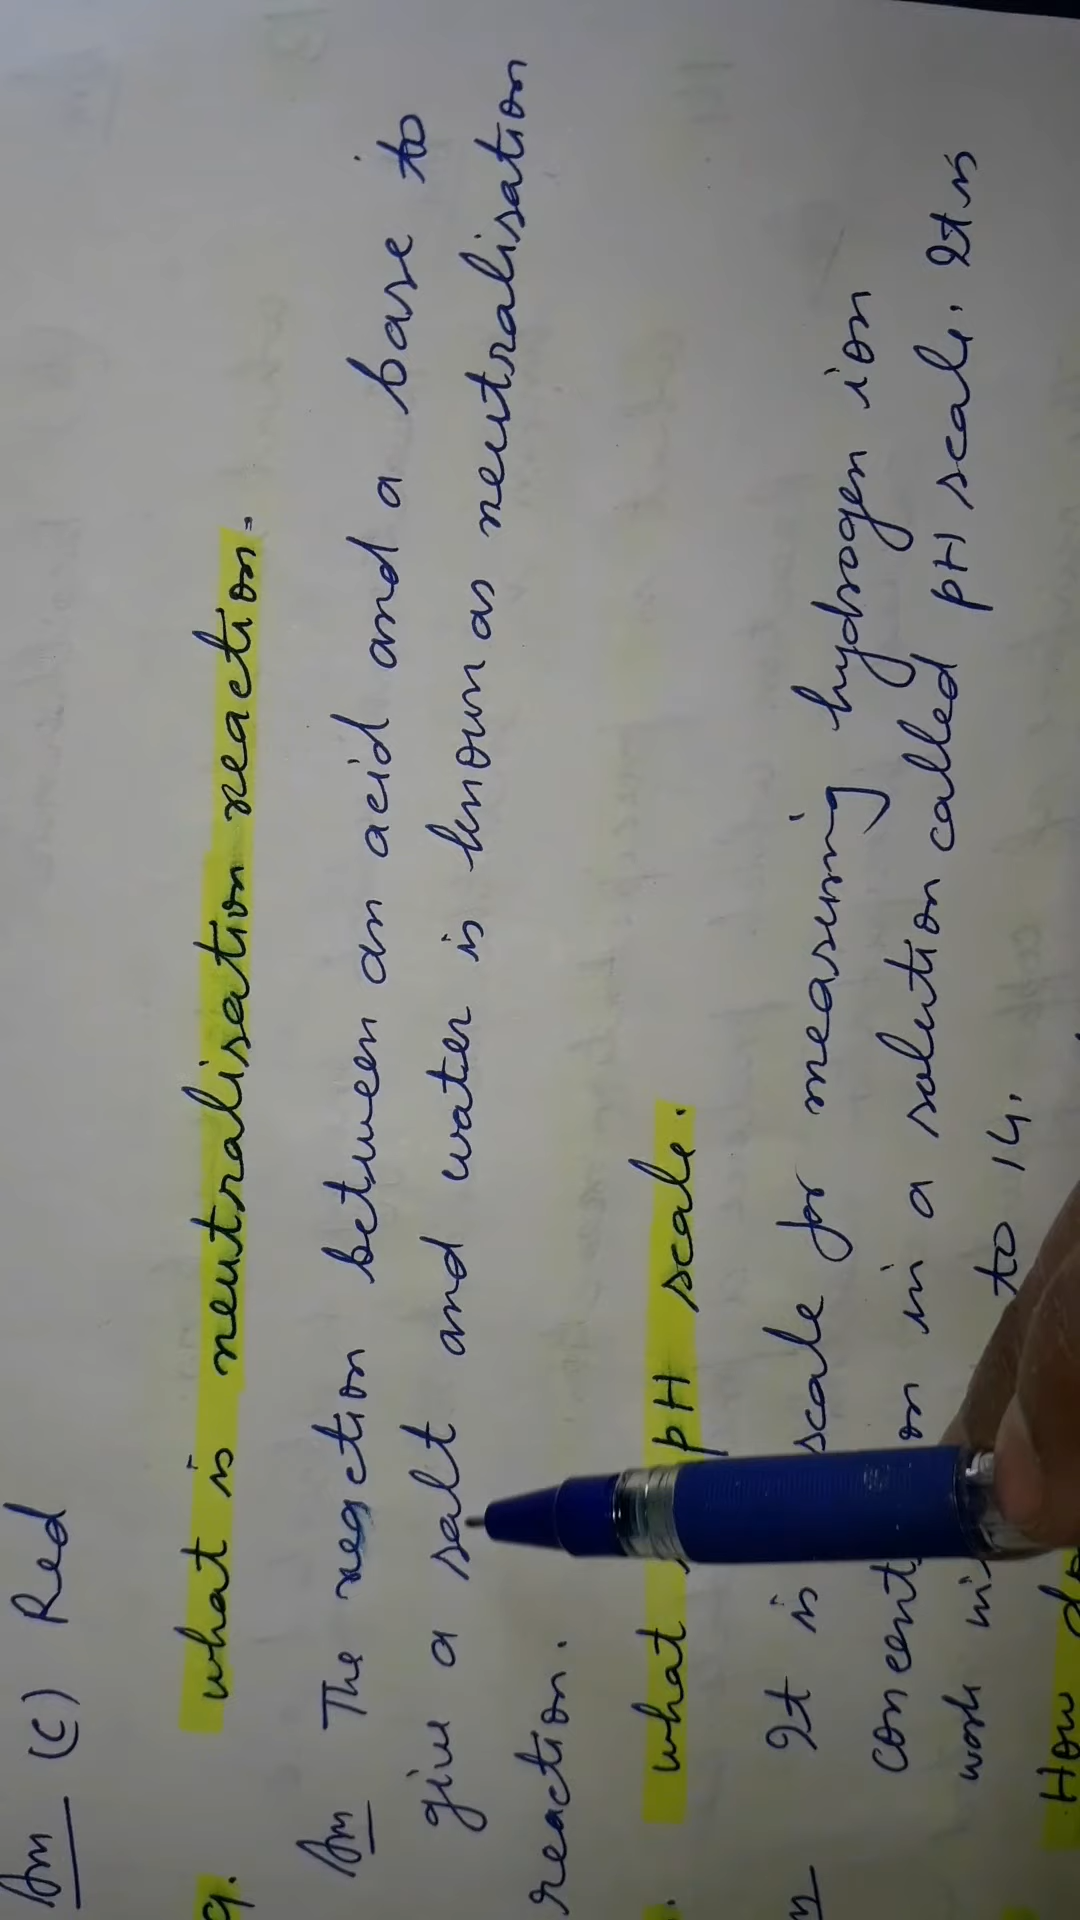 Ans (C) Red
9. what is neutralisation reaction.
Ans The reaction between an acid and a base to
give a salt and water is known as neutralisation
reaction.
what pH scale.
It is scale for measuring hydrogen ion
in a solution called pH scale. It is
to 14.
How